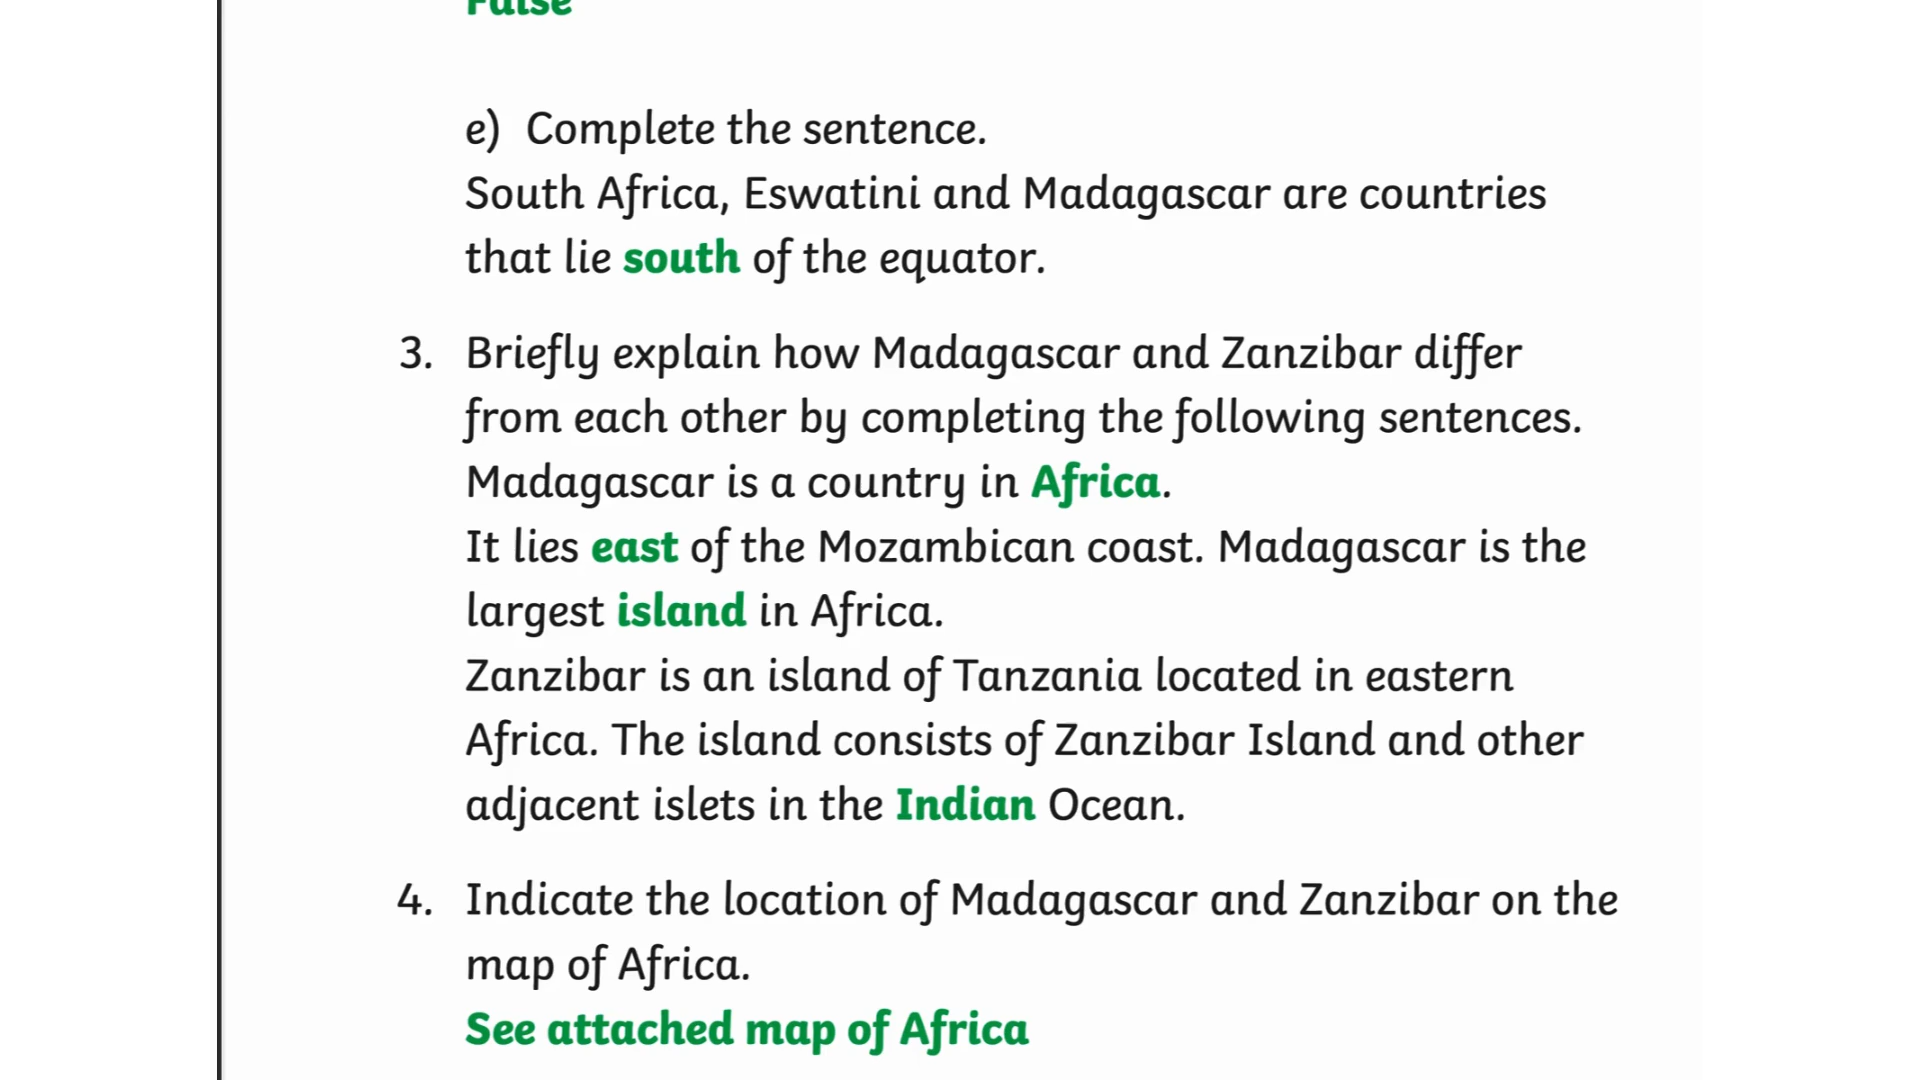 False
e) Complete the sentence.
South Africa, Eswatini and Madagascar are countries
that lie south of the equator.
3. Briefly explain how Madagascar and Zanzibar differ
from each other by completing the following sentences.
Madagascar is a country in Africa.
It lies east of the Mozambican coast. Madagascar is the
largest island in Africa.
Zanzibar is an island of Tanzania located in eastern
Africa. The island consists of Zanzibar Island and other
adjacent islets in the Indian Ocean.
4. Indicate the location of Madagascar and Zanzibar on the
map of Africa.
See attached map of Africa